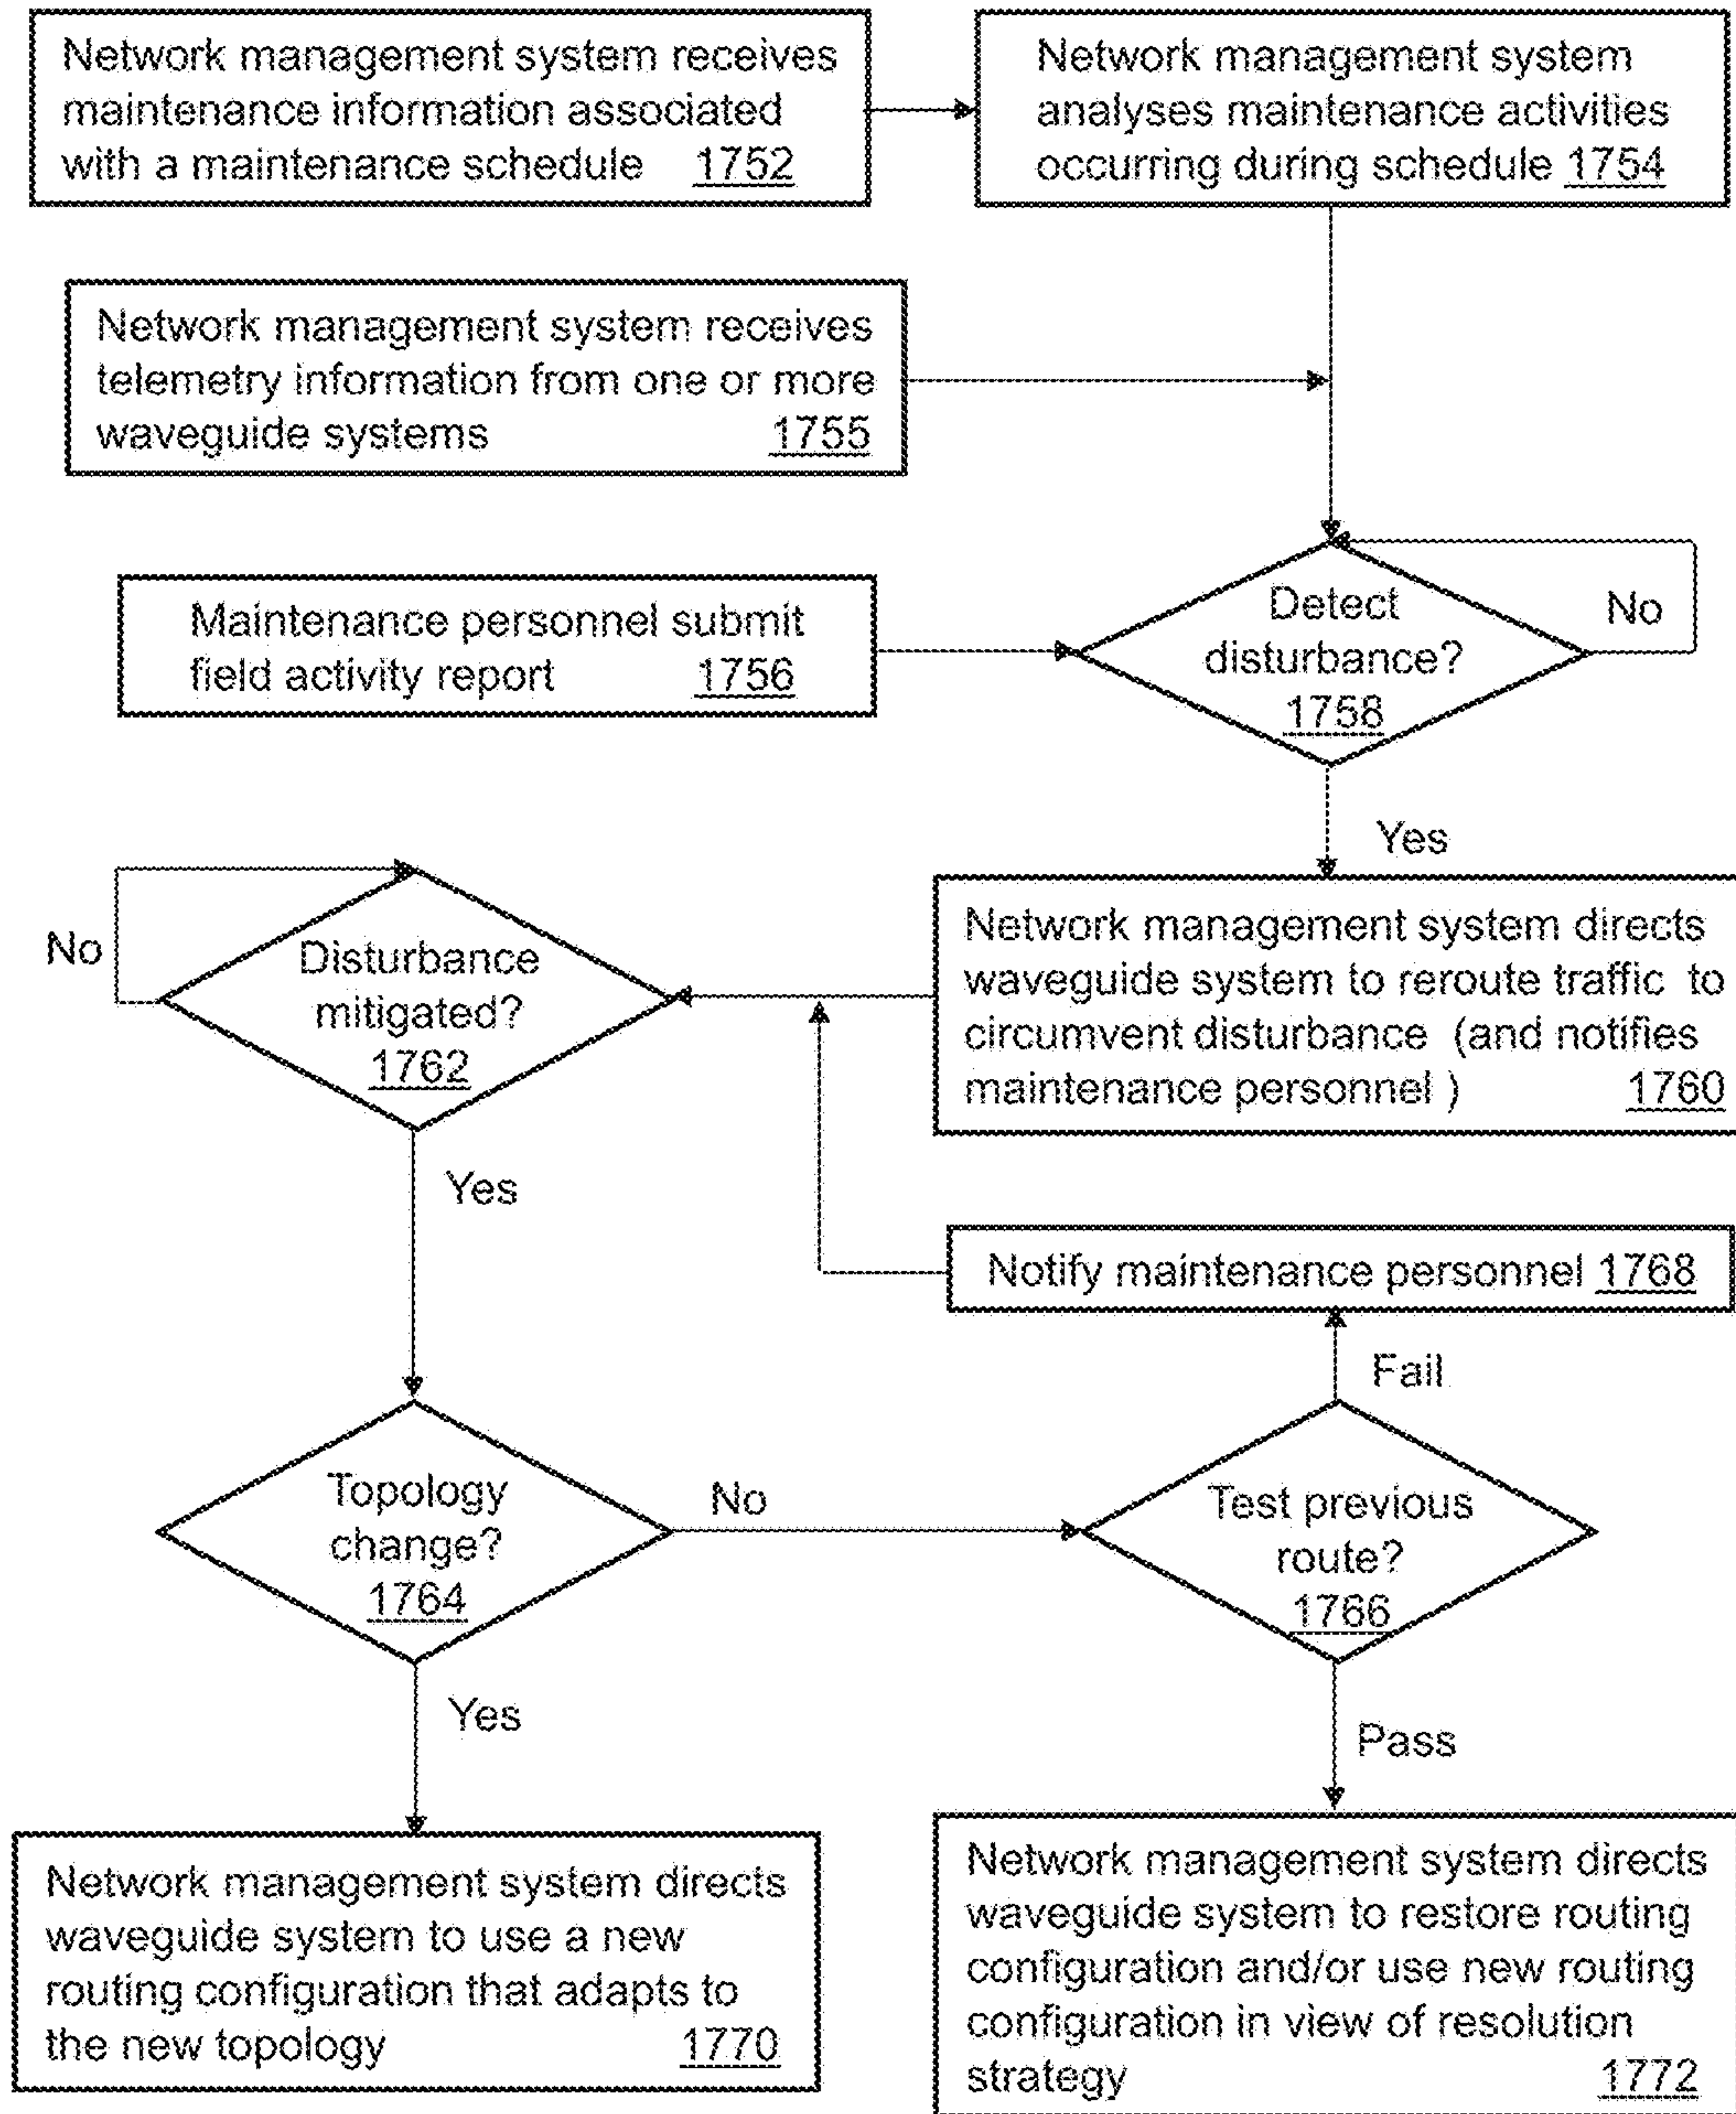 Network management system receives
maintenance information associated
with a maintenance schedule 1752
Network management system
analyses maintenance activities
occurring during schedule 1754
Network management system receives
telemetry information from one or more
waveguide systems 1755
Maintenance personnel submit
field activity report 1756
Detect
disturbance?
1758
No
Yes
Network management system directs
waveguide system to reroute traffic to
circumvent disturbance (and notifies
maintenance personnel ) 1760
No
Disturbance
mitigated?
1762
Yes
Notify maintenance personnel 1768
Fail
Topology
change?
1764
No
Test previous
route?
1766
Yes
Pass
Network management system directs
waveguide system to use a new
routing configuration that adapts to
the new topology 1770
Network management system directs
waveguide system to restore routing
configuration and/or use new routing
configuration in view of resolution
strategy 1772